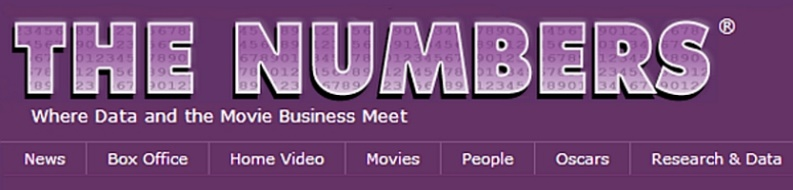 THE NUMBERS®
Where Data and the Movie Business Meet
News Box Office Home Video Movies People Oscars Research & Data